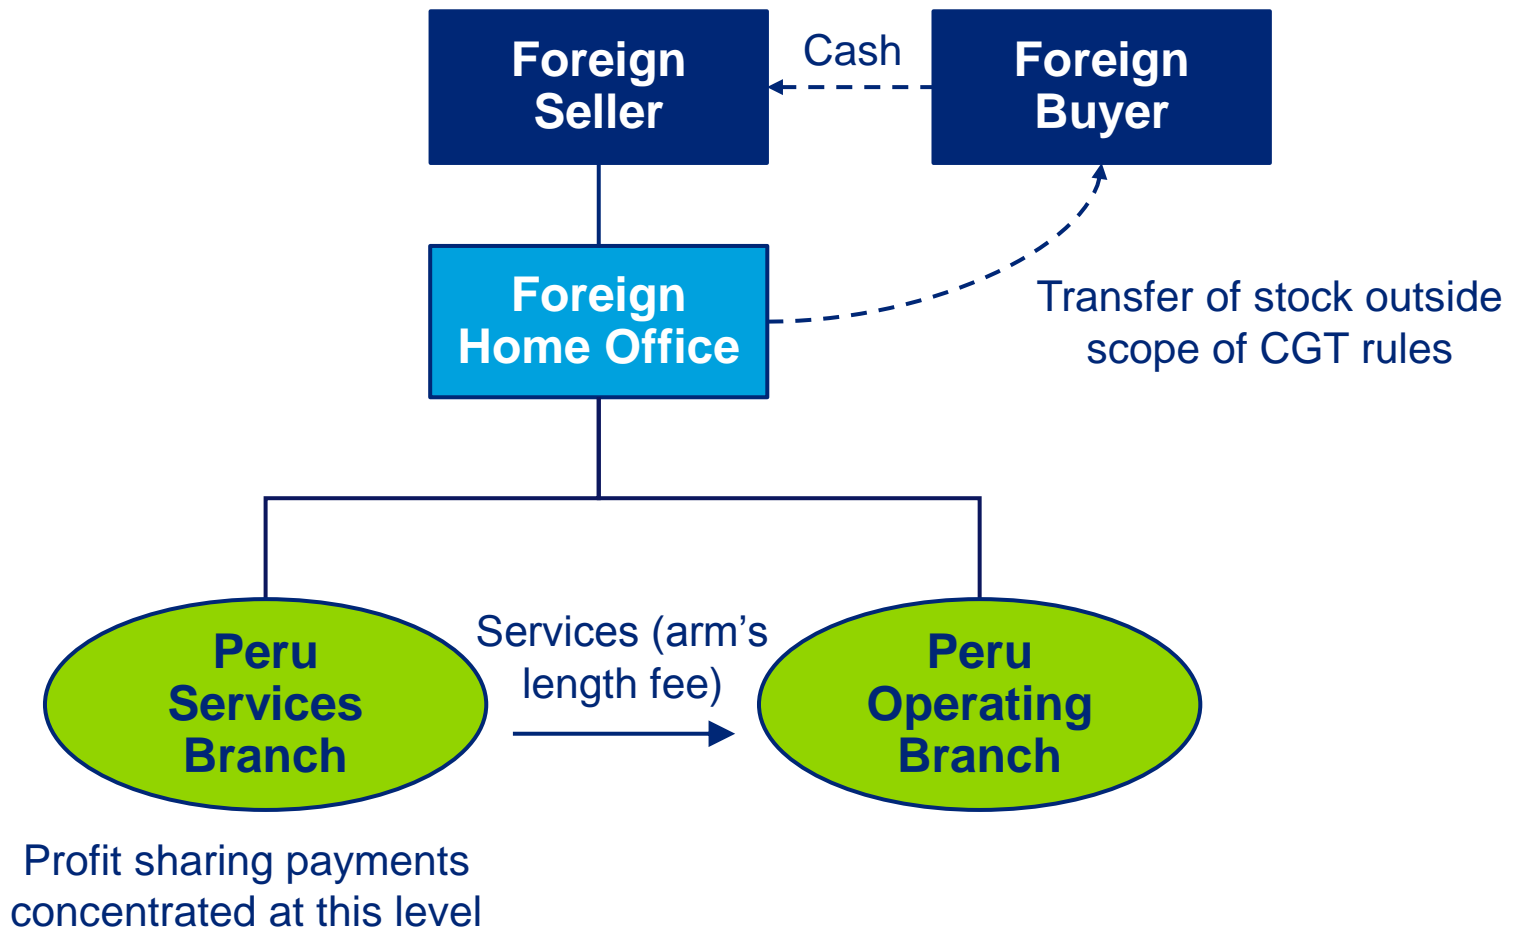 Foreign
Seller
Cash
Foreign
Buyer
Foreign
Home Office
Transfer of stock outside
scope of CGT rules
Peru
Services
Branch
Services (arm’s
length fee)
Peru
Operating
Branch
Profit sharing payments
concentrated at this level